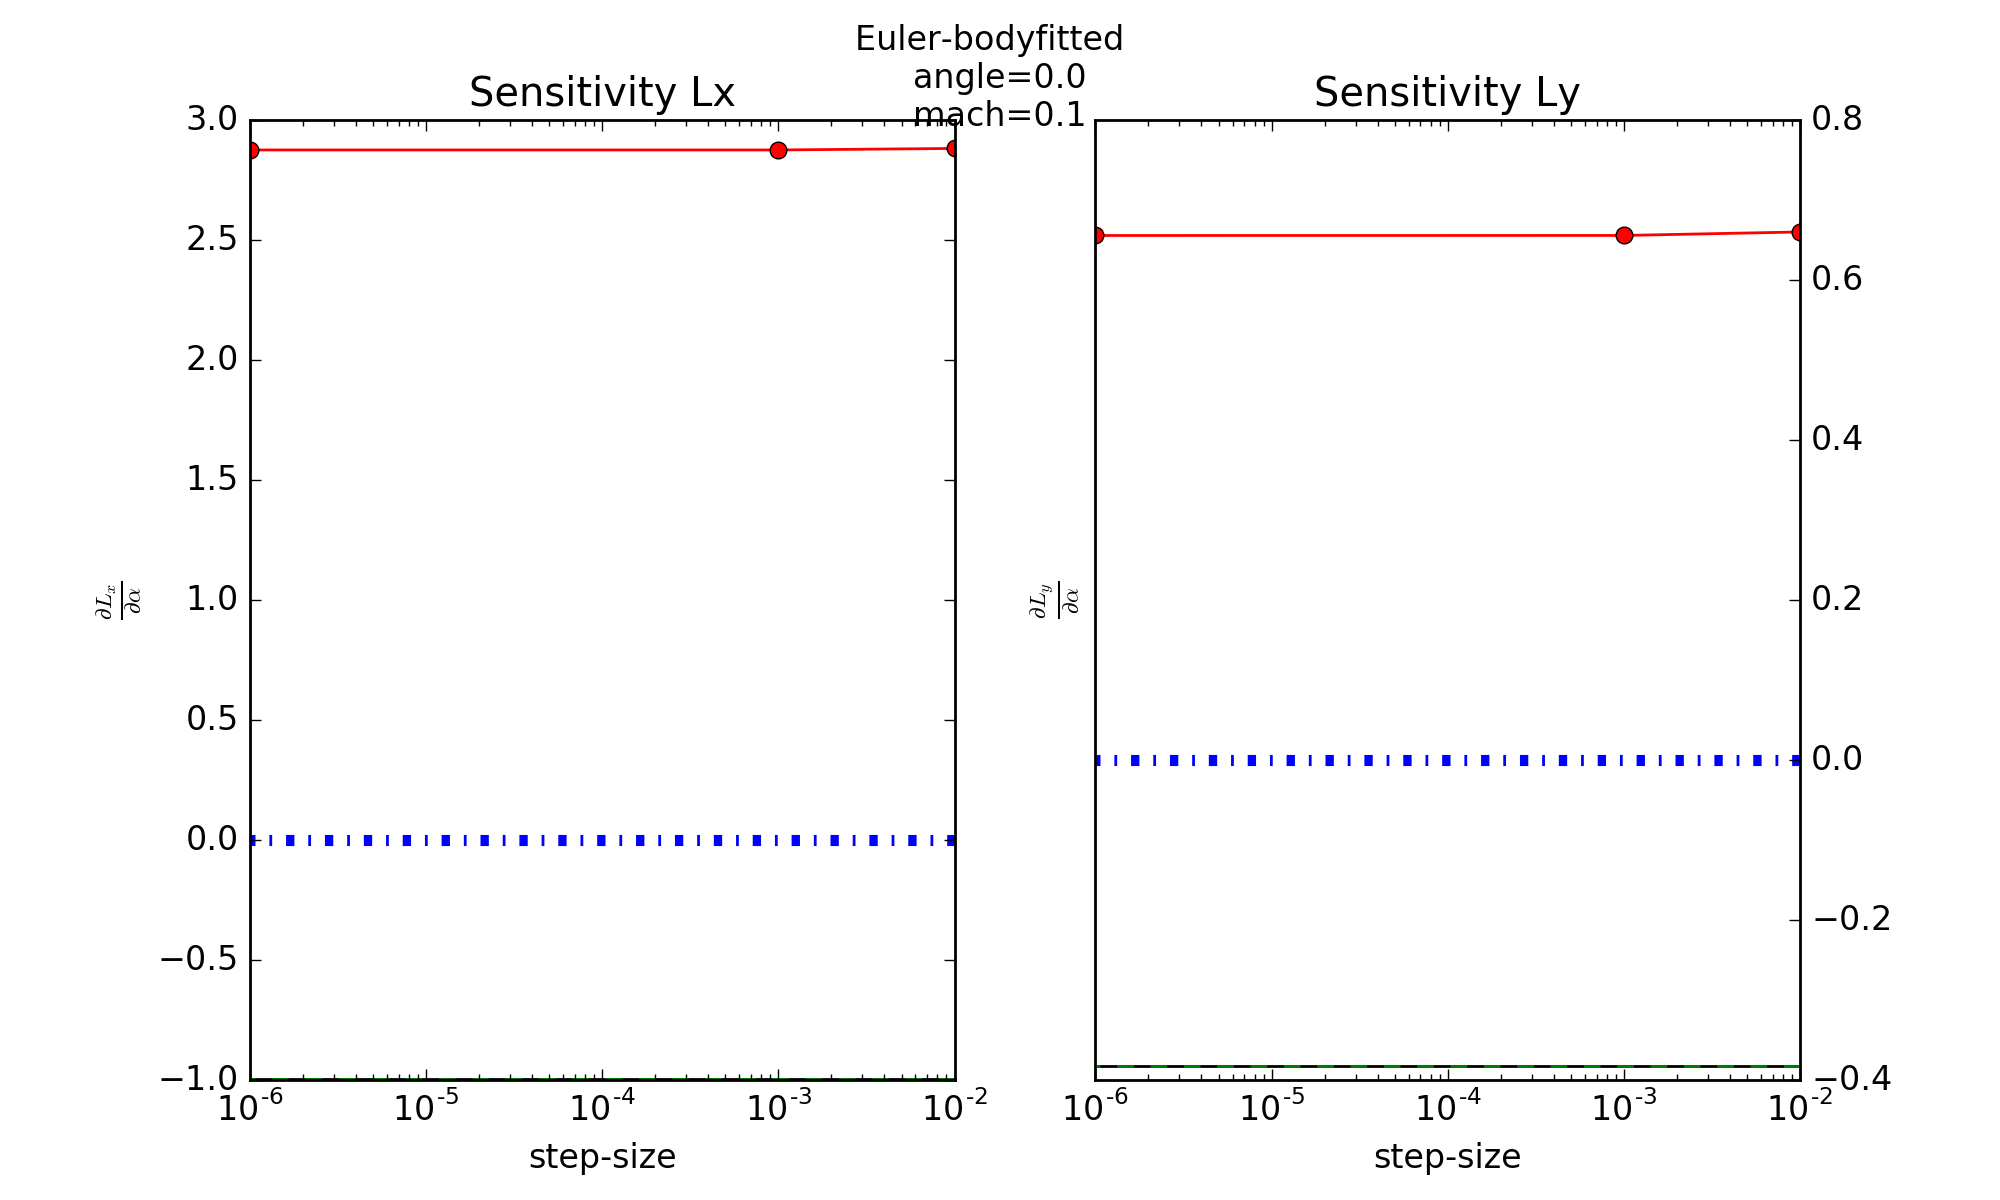 Euler-bodyfitted
angle=0.0
mach=0.1
Sensitivity Lx
3.0
2.5
2.0
1.5
1.0
0.5
0.0
−0.5
−1.0
∂Lₓ/∂α
10⁻⁶ 10⁻⁵ 10⁻⁴ 10⁻³ 10⁻²
step-size
Sensitivity Ly
∂L_y/∂α
0.8
0.6
0.4
0.2
0.0
−0.2
−0.4
10⁻⁶ 10⁻⁵ 10⁻⁴ 10⁻³ 10⁻²
step-size